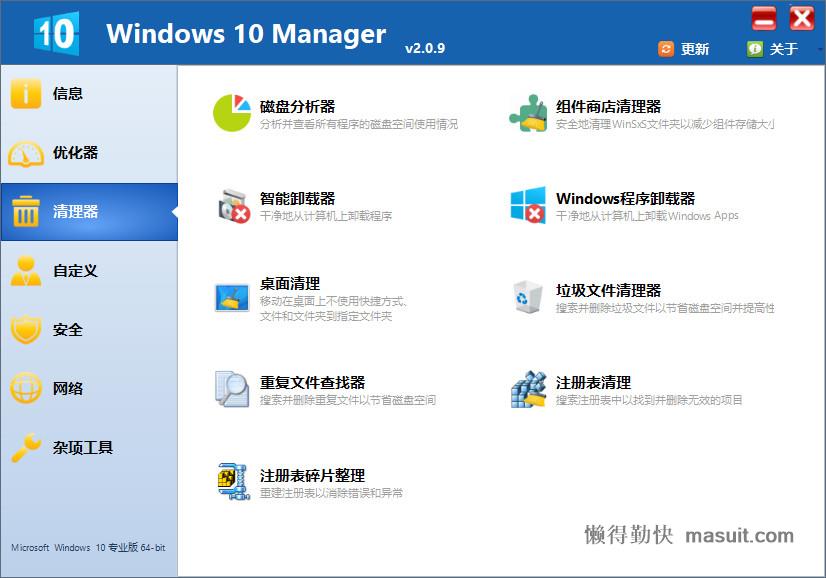 10
Windows 10 Manager
v2.0.9
更新
关于
信息
优化器
清理器
自定义
安全
网络
杂项工具
Microsoft Windows 10 专业版 64-bit
磁盘分析器
分析并查看所有程序的磁盘空间使用情况
组件商店清理器
安全地清理WinSxS文件夹以减少组件存储大小
智能卸载器
干净地从计算机上卸载程序
Windows程序卸载器
干净地从计算机上卸载Windows Apps
桌面清理
移动在桌面上不使用快捷方式、
文件和文件夹到指定文件夹
垃圾文件清理器
搜索并删除垃圾文件以节省磁盘空间并提高性
重复文件查找器
搜索并删除重复文件以节省磁盘空间
注册表清理
搜索注册表中以找到并删除无效的项目
注册表碎片整理
重建注册表以消除错误和异常
懒得勤快 masuit.com